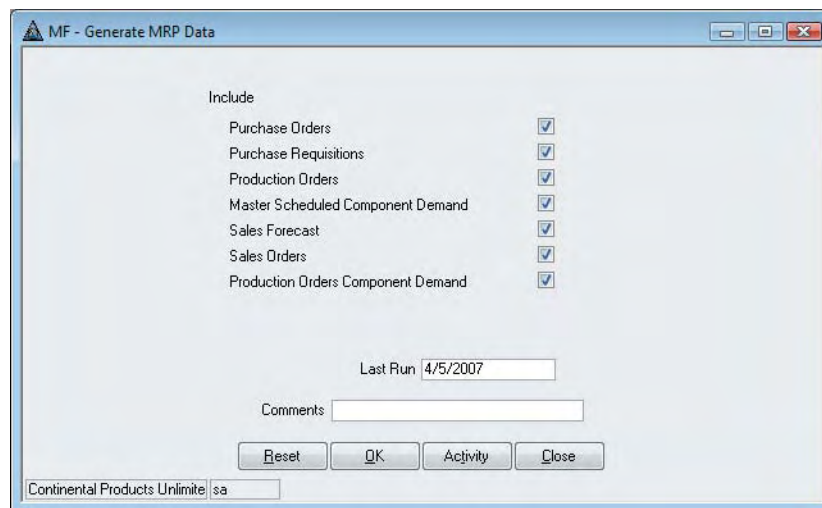 MF - Generate MRP Data
Include
Purchase Orders
Purchase Requisitions
Production Orders
Master Scheduled Component Demand
Sales Forecast
Sales Orders
Production Orders Component Demand
Last Run 4/5/2007
Comments
Reset OK Activity Close
Continental Products Unlimite sa